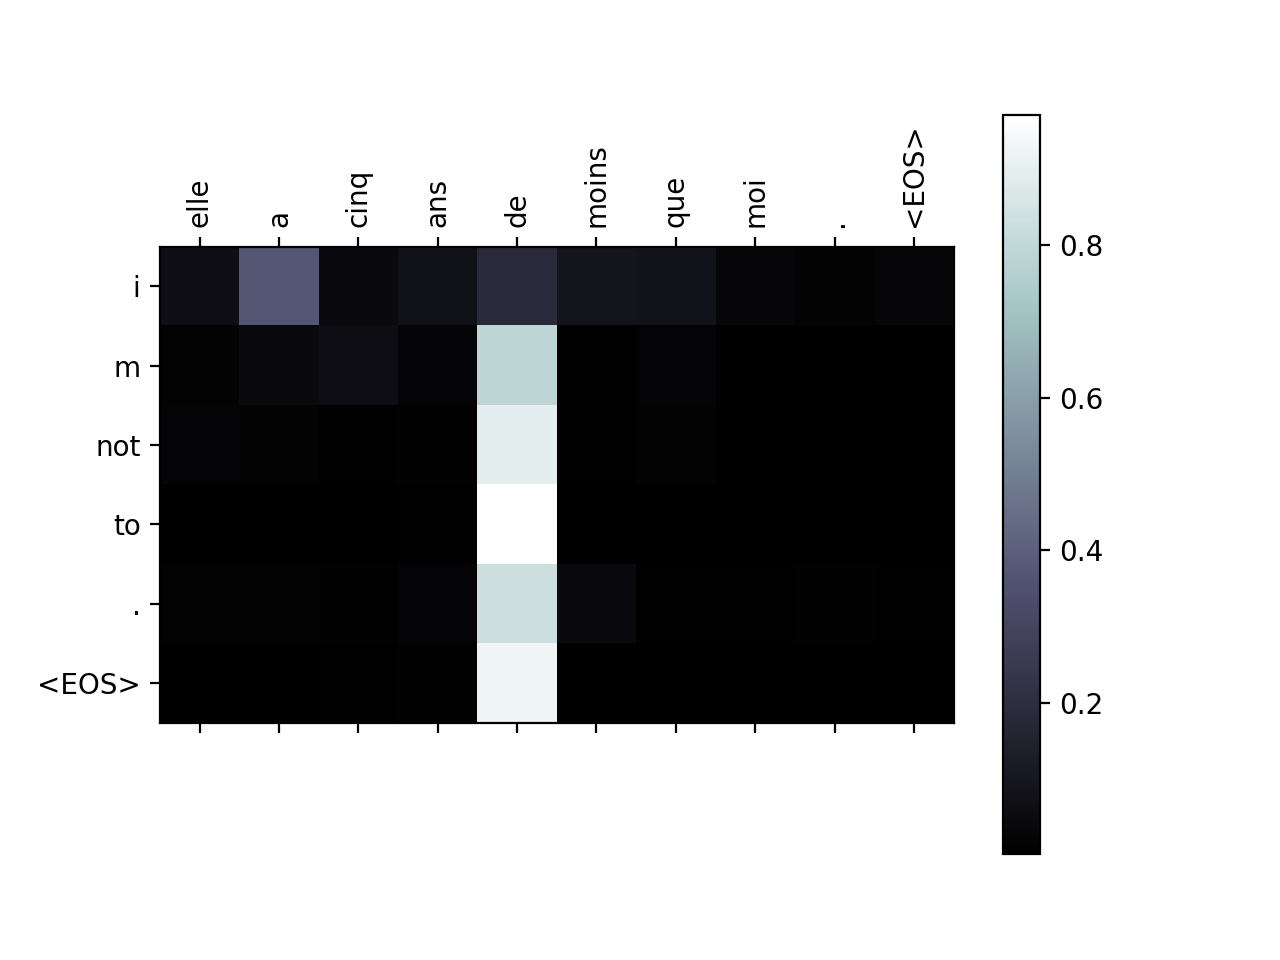 elle a cinq ans de moins que moi . <EOS>
i
m
not
to
.
<EOS>
0.8
0.6
0.4
0.2